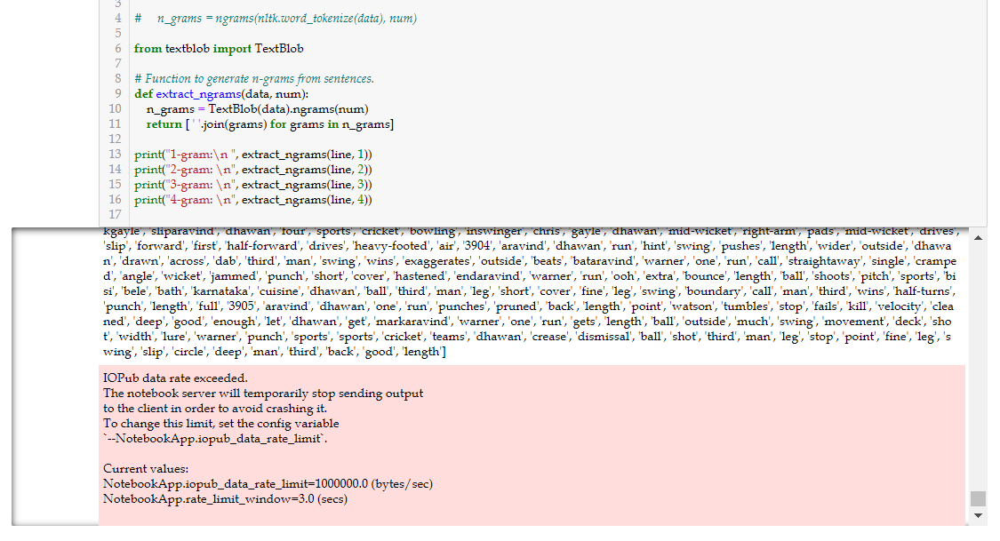 3
4 #     n_grams = ngrams(nltk.word_tokenize(data), num)
5
6 from textblob import TextBlob
7
8 # Function to generate n-grams from sentences.
9 def extract_ngrams(data, num):
10     n_grams = TextBlob(data).ngrams(num)
11     return [ ' '.join(grams) for grams in n_grams]
12
13 print("1-gram:\n ", extract_ngrams(line, 1))
14 print("2-gram: \n", extract_ngrams(line, 2))
15 print("3-gram: \n", extract_ngrams(line, 3))
16 print("4-gram: \n", extract_ngrams(line, 4))
17
kgayle', 'sliparavind', 'dhawan', 'four', 'sports', 'cricket', 'bowling', 'inswinger', 'chris', 'gayle', 'dhawan', 'mid-wicket', 'right-arm', 'pads', 'mid-wicket', 'drives',
'slip', 'forward', 'first', 'half-forward', 'drives', 'heavy-footed', 'air', '3904', 'aravind', 'dhawan', 'run', 'hint', 'swing', 'pushes', 'length', 'wider', 'outside', 'dhawa
n', 'drawn', 'across', 'dab', 'third', 'man', 'swing', 'wins', 'exaggerates', 'outside', 'beats', 'bataravind', 'warner', 'one', 'run', 'call', 'straightaway', 'single', 'crampe
d', 'angle', 'wicket', 'jammed', 'punch', 'short', 'cover', 'hastened', 'endaravind', 'warner', 'run', 'ooh', 'extra', 'bounce', 'length', 'ball', 'shoots', 'pitch', 'sports', 'bi
si', 'bele', 'bath', 'karnataka', 'cuisine', 'dhawan', 'ball', 'third', 'man', 'leg', 'short', 'cover', 'fine', 'leg', 'swing', 'boundary', 'call', 'man', 'third', 'wins', 'half-turns',
'punch', 'length', 'full', '3905', 'aravind', 'dhawan', 'one', 'run', 'punches', 'pruned', 'back', 'length', 'point', 'watson', 'tumbles', 'stop', 'fails', 'kill', 'velocity', 'clea
ned', 'deep', 'good', 'enough', 'let', 'dhawan', 'get', 'markaravind', 'warner', 'one', 'run', 'gets', 'length', 'ball', 'outside', 'much', 'swing', 'movement', 'deck', 'sho
t', 'width', 'lure', 'warner', 'punch', 'sports', 'sports', 'cricket', 'teams', 'dhawan', 'crease', 'dismissal', 'ball', 'shot', 'third', 'man', 'leg', 'stop', 'point', 'fine', 'leg', 's
wing', 'slip', 'circle', 'deep', 'man', 'third', 'back', 'good', 'length']
IOPub data rate exceeded.
The notebook server will temporarily stop sending output
to the client in order to avoid crashing it.
To change this limit, set the config variable
`--NotebookApp.iopub_data_rate_limit`.
Current values:
NotebookApp.iopub_data_rate_limit=1000000.0 (bytes/sec)
NotebookApp.rate_limit_window=3.0 (secs)